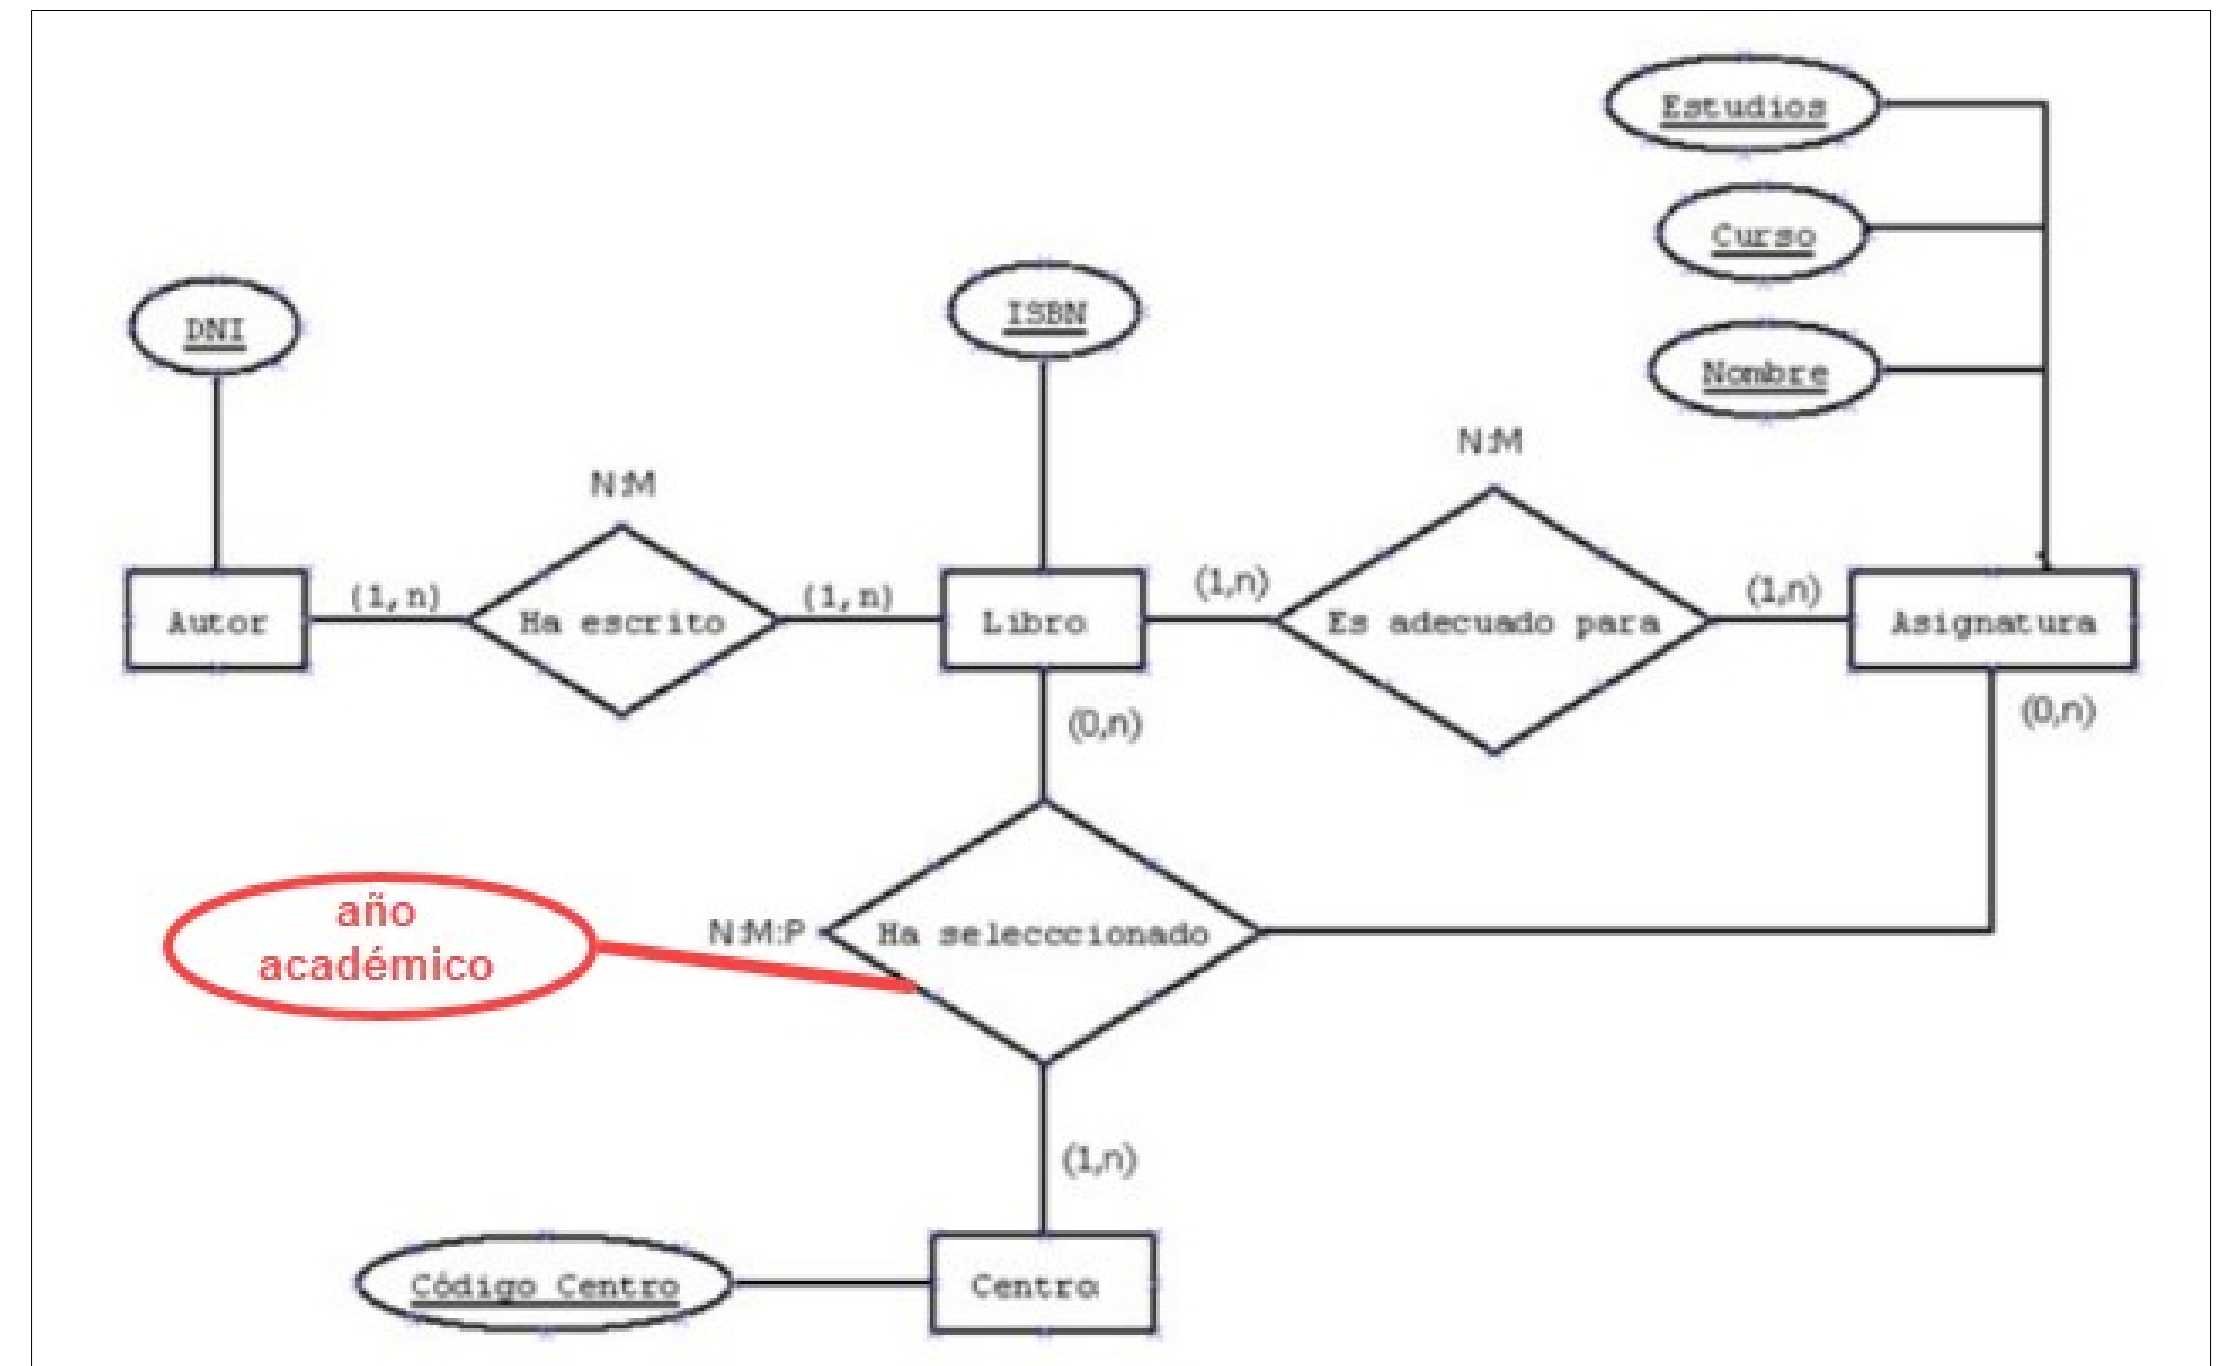 Estudios
Curso
Nombre
DNI
ISBN
N:M
N:M
Autor
(1,n)
Ha escrito
(1,n)
Libro
(1,n)
Es adecuado para
(1,n)
Asignatura
(0,n)
(0,n)
año
académico
N:M:P
Ha selecccionado
(1,n)
Código Centro
Centro